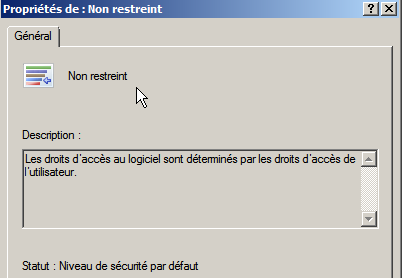 Propriétés de : Non restreint
Général
Non restreint
Description :
Les droits d'accès au logiciel sont déterminés par les droits d'accès de
l'utilisateur.
Statut : Niveau de sécurité par défaut